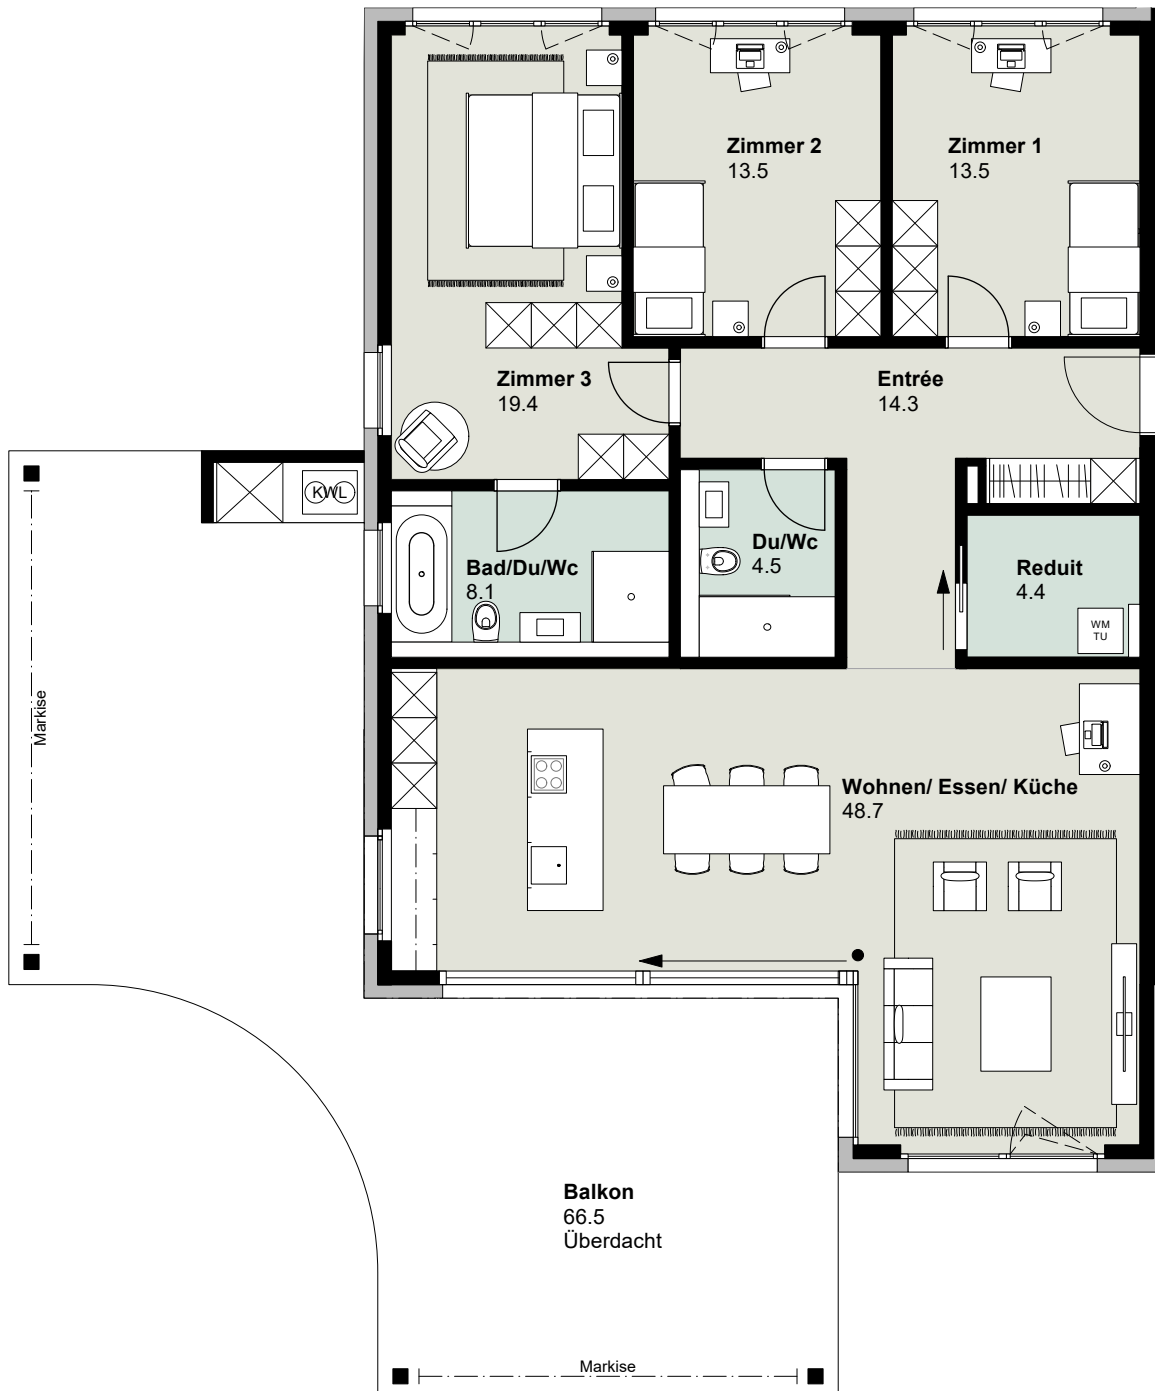 Zimmer 2
13.5
Zimmer 1
13.5
Zimmer 3
19.4
Entrée
14.3
KWL
Bad/Du/Wc
8.1
Du/Wc
4.5
Reduit
4.4
WM
TU
Markise
Wohnen/ Essen/ Küche
48.7
Balkon
66.5
Überdacht
Markise